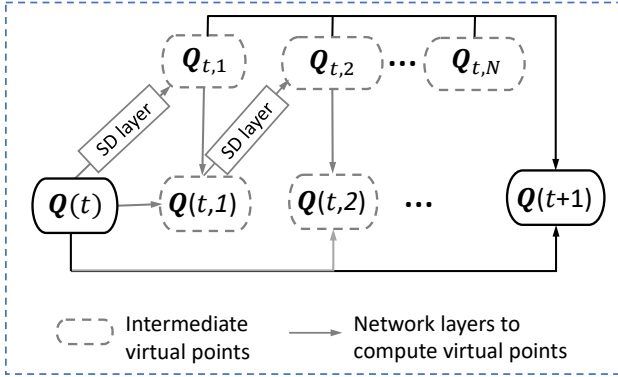 Q_{t,1}
Q_{t,2}
...
Q_{t,N}
SD layer
SD layer
Q(t)
Q(t,1)
Q(t,2)
...
Q(t+1)
Intermediate
virtual points
Network layers to
compute virtual points